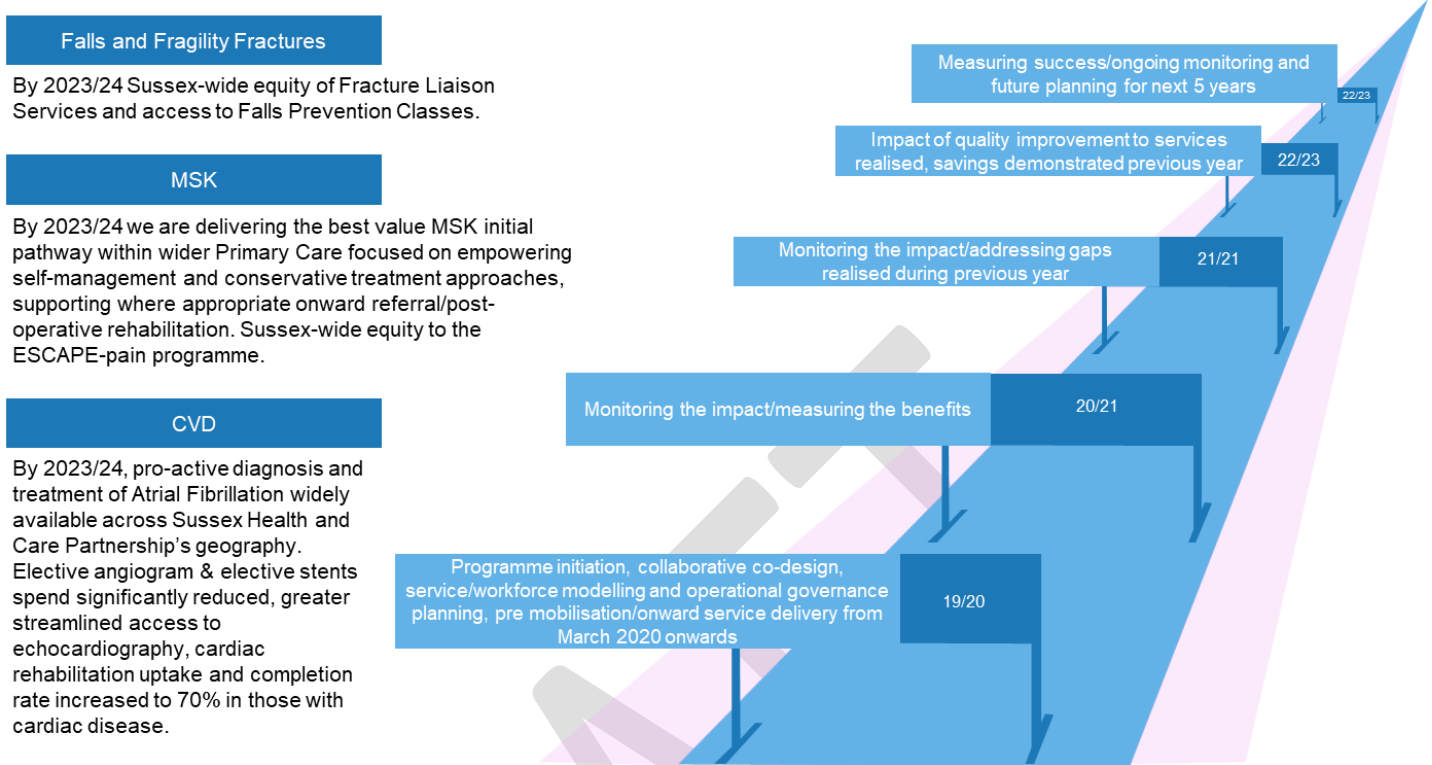 Falls and Fragility Fractures
By 2023/24 Sussex-wide equity of Fracture Liaison
Services and access to Falls Prevention Classes.
MSK
By 2023/24 we are delivering the best value MSK initial
pathway within wider Primary Care focused on empowering
self-management and conservative treatment approaches,
supporting where appropriate onward referral/post-
operative rehabilitation. Sussex-wide equity to the
ESCAPE-pain programme.
CVD
By 2023/24, pro-active diagnosis and
treatment of Atrial Fibrillation widely
available across Sussex Health and
Care Partnership's geography.
Elective angiogram & elective stents
spend significantly reduced, greater
streamlined access to
echocardiography, cardiac
rehabilitation uptake and completion
rate increased to 70% in those with
cardiac disease.
Measuring success/ongoing monitoring and
future planning for next 5 years
22/23
Impact of quality improvement to services
realised, savings demonstrated previous year
22/23
Monitoring the impact/addressing gaps
realised during previous year
21/21
Monitoring the impact/measuring the benefits
20/21
Programme initiation, collaborative co-design,
service/workforce modelling and operational governance
planning, pre mobilisation/onward service delivery from
March 2020 onwards
19/20